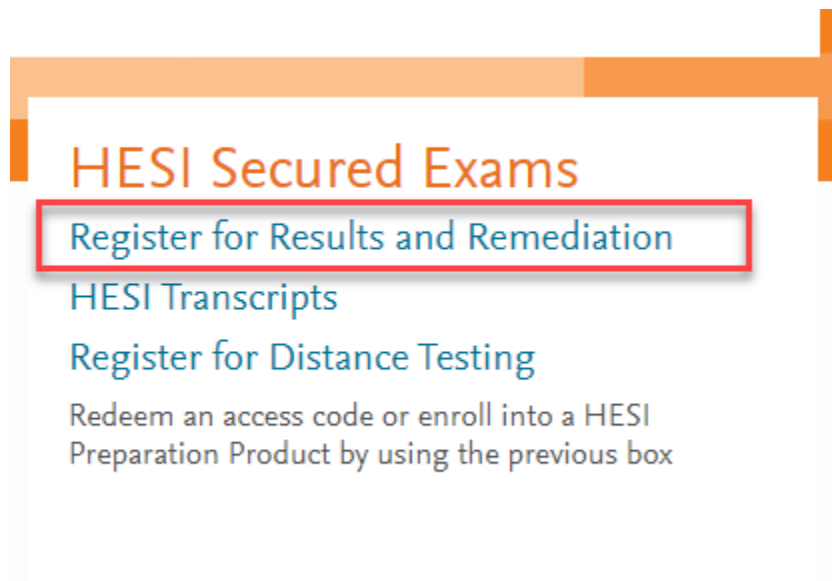 HESI Secured Exams
Register for Results and Remediation
HESI Transcripts
Register for Distance Testing
Redeem an access code or enroll into a HESI
Preparation Product by using the previous box